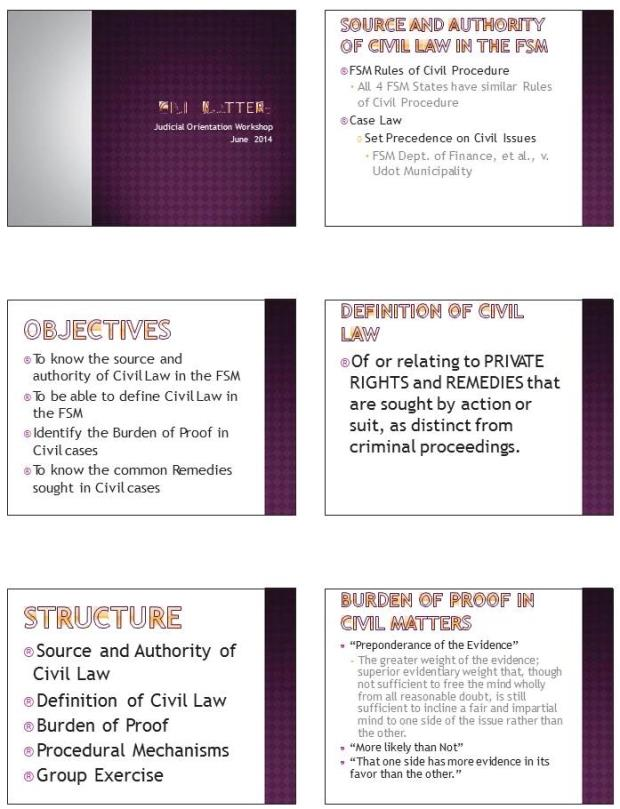 CIVIL MATTERS
Judicial Orientation Workshop
June 2014
OBJECTIVES
To know the source and
authority of Civil Law in the FSM
To be able to define Civil Law in
the FSM
Identify the Burden of Proof in
Civil cases
To know the common Remedies
sought in Civil cases
STRUCTURE
Source and Authority of
Civil Law
Definition of Civil Law
Burden of Proof
Procedural Mechanisms
Group Exercise
SOURCE AND AUTHORITY
OF CIVIL LAW IN THE FSM
FSM Rules of Civil Procedure
All 4 FSM States have similar Rules
of Civil Procedure
Case Law
Set Precedence on Civil Issues
FSM Dept. of Finance, et al., v.
Udot Municipality
DEFINITION OF CIVIL
LAW
Of or relating to PRIVATE
RIGHTS and REMEDIES that
are sought by action or
suit, as distinct from
criminal proceedings.
BURDEN OF PROOF IN
CIVIL MATTERS
“Preponderance of the Evidence”
The greater weight of the evidence;
superior evidentiary weight that, though
not sufficient to free the mind wholly
from all reasonable doubt, is still
sufficient to incline a fair and impartial
mind to one side of the issue rather than
the other.
“More likely than Not”
“That one side has more evidence in its
favor than the other.”